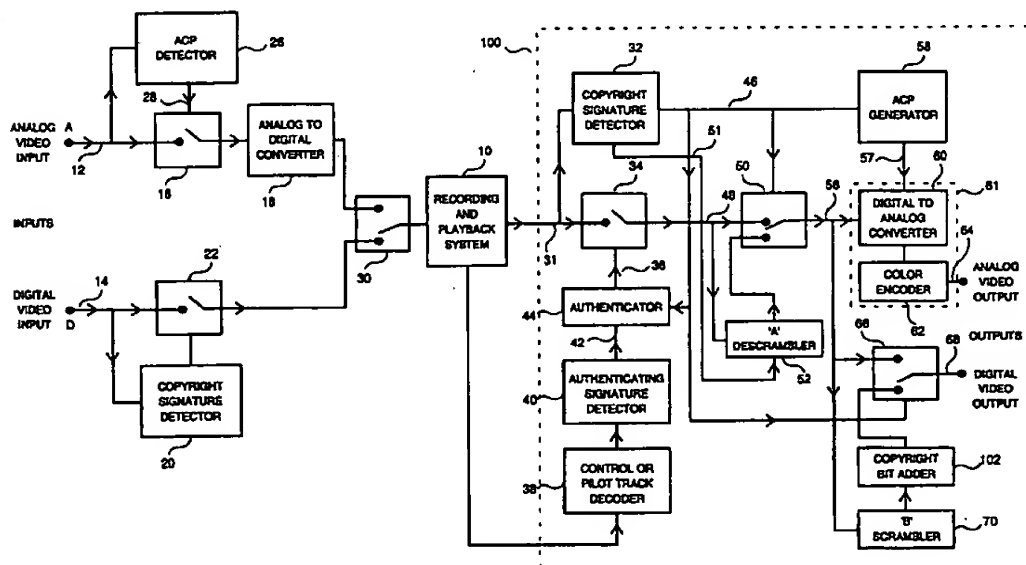 ACP
DETECTOR
26
28
ANALOG A
VIDEO
INPUT
12
16
ANALOG TO
DIGITAL
CONVERTER
18
INPUTS
DIGITAL
VIDEO
INPUT
14
D
22
COPYRIGHT
SIGNATURE
DETECTOR
20
30
10
RECORDING
AND
PLAYBACK
SYSTEM
100
31
32
COPYRIGHT
SIGNATURE
DETECTOR
34
36
AUTHENTICATOR
44
42
AUTHENTICATING
SIGNATURE
DETECTOR
40
CONTROL OR
PILOT TRACK
DECODER
38
46
51
48
50
'A'
DESCRAMBLER
52
58
ACP
GENERATOR
57
56
60
61
DIGITAL TO
ANALOG
CONVERTER
COLOR
ENCODER
62
64
ANALOG
VIDEO
OUTPUT
OUTPUTS
66
68
DIGITAL
VIDEO
OUTPUT
COPYRIGHT
BIT ADDER
102
'B'
SCRAMBLER
70